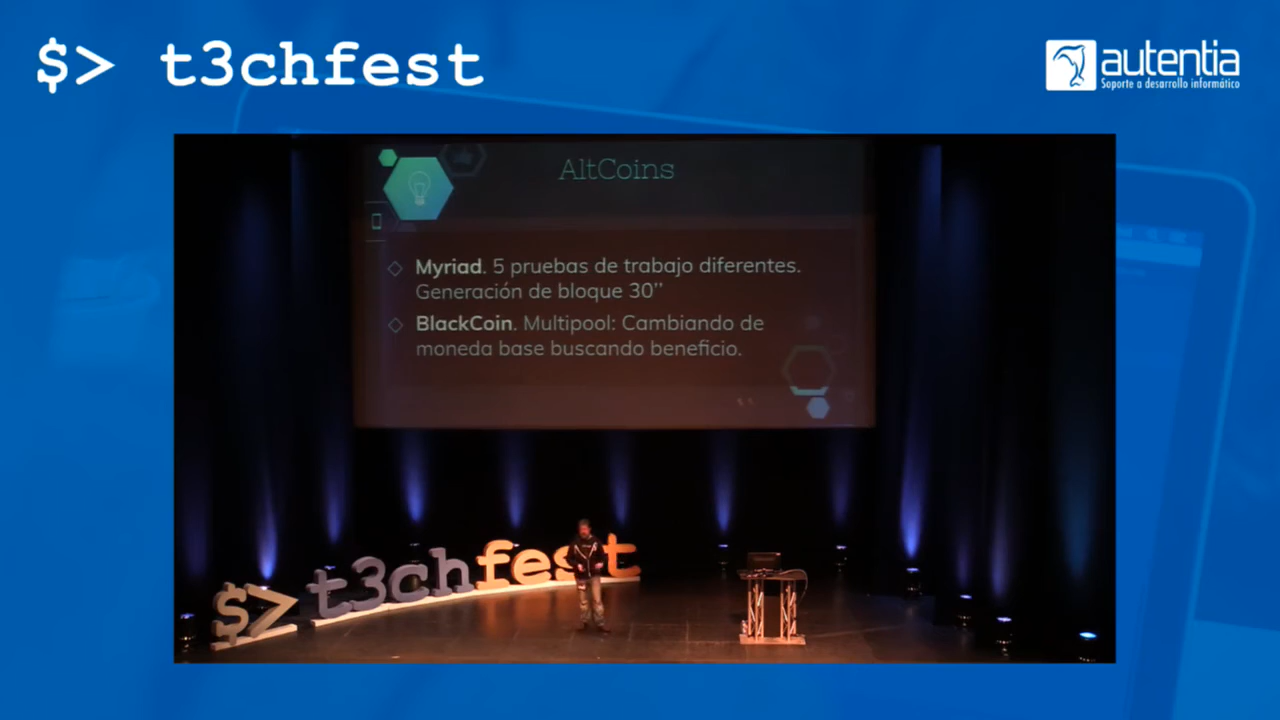 $> t3chfest
autentia
Soporte a desarrollo informático
AltCoins
Myriad. 5 pruebas de trabajo diferentes.
Generación de bloque 30’’
BlackCoin. Multipool: Cambiando de
moneda base buscando beneficio.
$> t3chfest